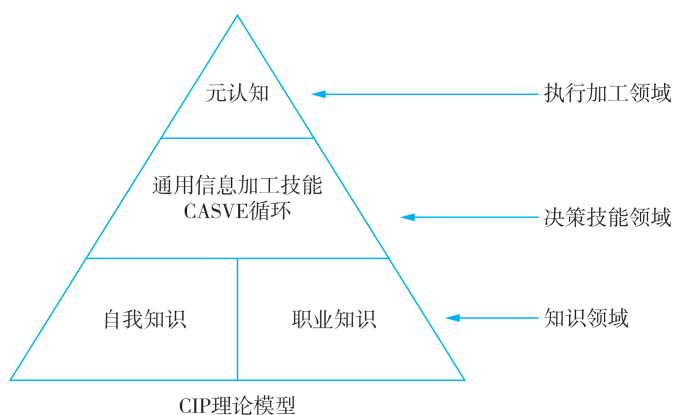 元认知
执行加工领域
通用信息加工技能
CASVE循环
决策技能领域
自我知识
职业知识
知识领域
CIP理论模型